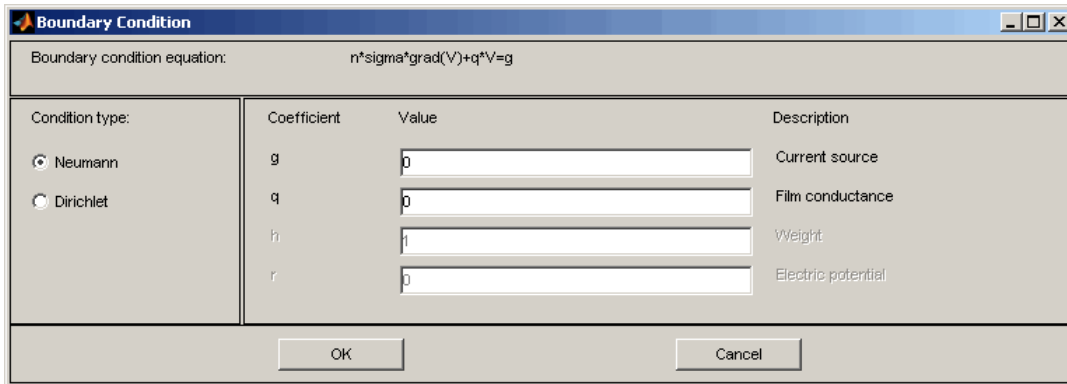 Boundary Condition
Boundary condition equation: n*sigma*grad(V)+q*V=g
Condition type:
Neumann
Dirichlet
Coefficient Value Description
g 0 Current source
q 0 Film conductance
h 1 Weight
r 0 Electric potential
OK Cancel